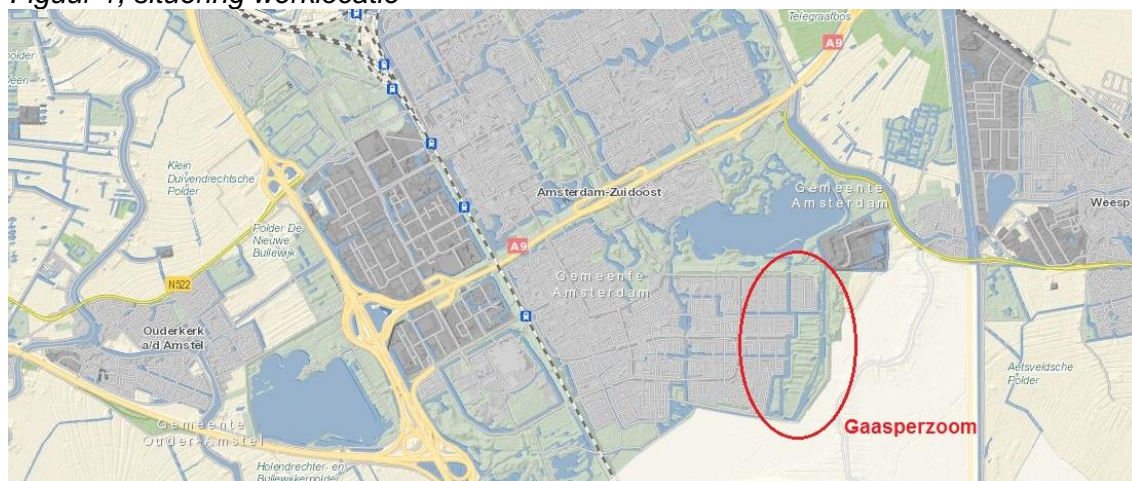 Figuur 1, situering werklocatie
Telegraafbos
A9
Klein
Duivendrechtsche
Polder
Amsterdam-Zuidoost
Gemeente
Amsterdam
Weesp
Polder De
Nieuwe
Bullewijk
A9
Gemeente
Amsterdam
N522
Ouderkerk
a/d Amstel
Aetsveldsche
Polder
Gemeente
Ouder-Amstel
Gaasperzoom
Holendrechter- en
Bullewijkerpolder